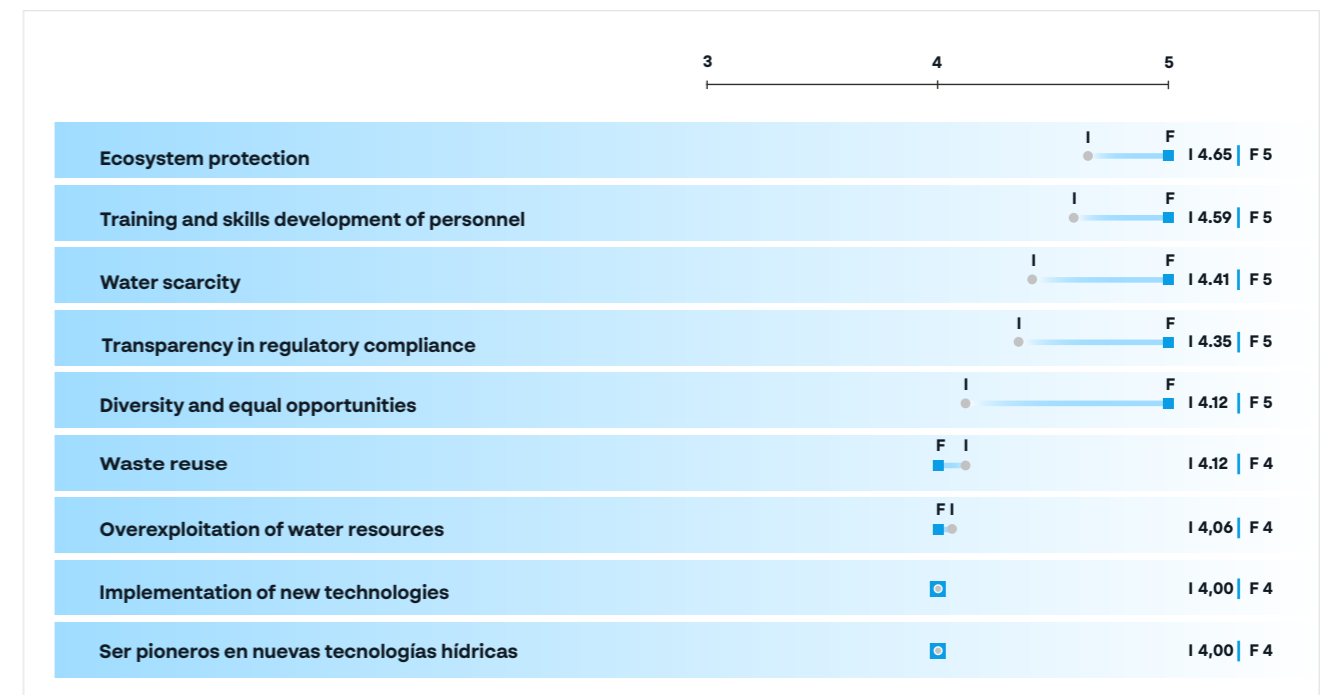 3 4 5
I F
Ecosystem protection I 4.65 | F 5
I F
Training and skills development of personnel I 4.59 | F 5
I F
Water scarcity I 4.41 | F 5
I F
Transparency in regulatory compliance I 4.35 | F 5
I F
Diversity and equal opportunities I 4.12 | F 5
F I
Waste reuse I 4.12 | F 4
F I
Overexploitation of water resources I 4,06 | F 4
Implementation of new technologies I 4,00 | F 4
Ser pioneros en nuevas tecnologías hídricas I 4,00 | F 4